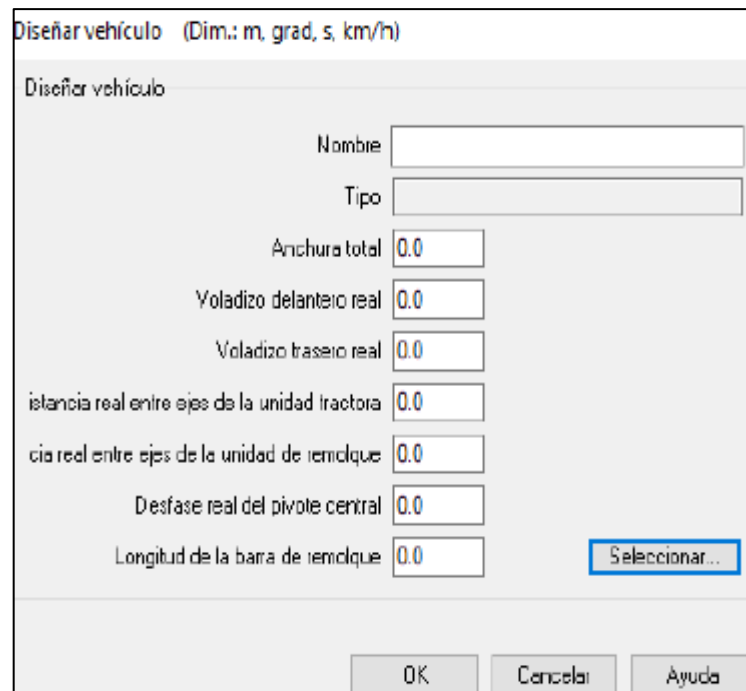 Diseñar vehículo (Dim.: m, grad, s, km/h)
Diseñar vehículo
Nombre
Tipo
Anchura total 0.0
Voladizo delantero real 0.0
Voladizo trasero real 0.0
istancia real entre ejes de la unidad tractora 0.0
cia real entre ejes de la unidad de remolque 0.0
Desfase real del pivote central 0.0
Longitud de la barra de remolque 0.0 Seleccionar...
OK Cancelar Ayuda